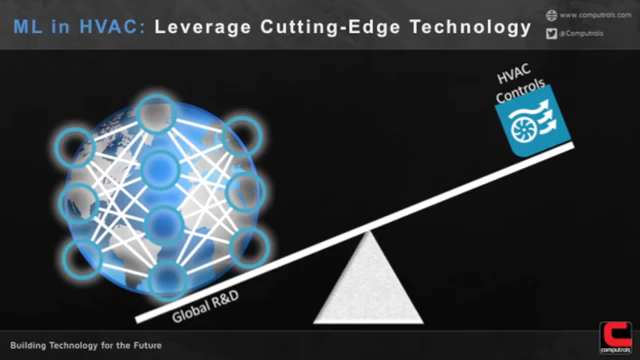 ML in HVAC: Leverage Cutting-Edge Technology
www.computrols.com
@Computrols
HVAC
Controls
Global R&D
Building Technology for the Future
computrols